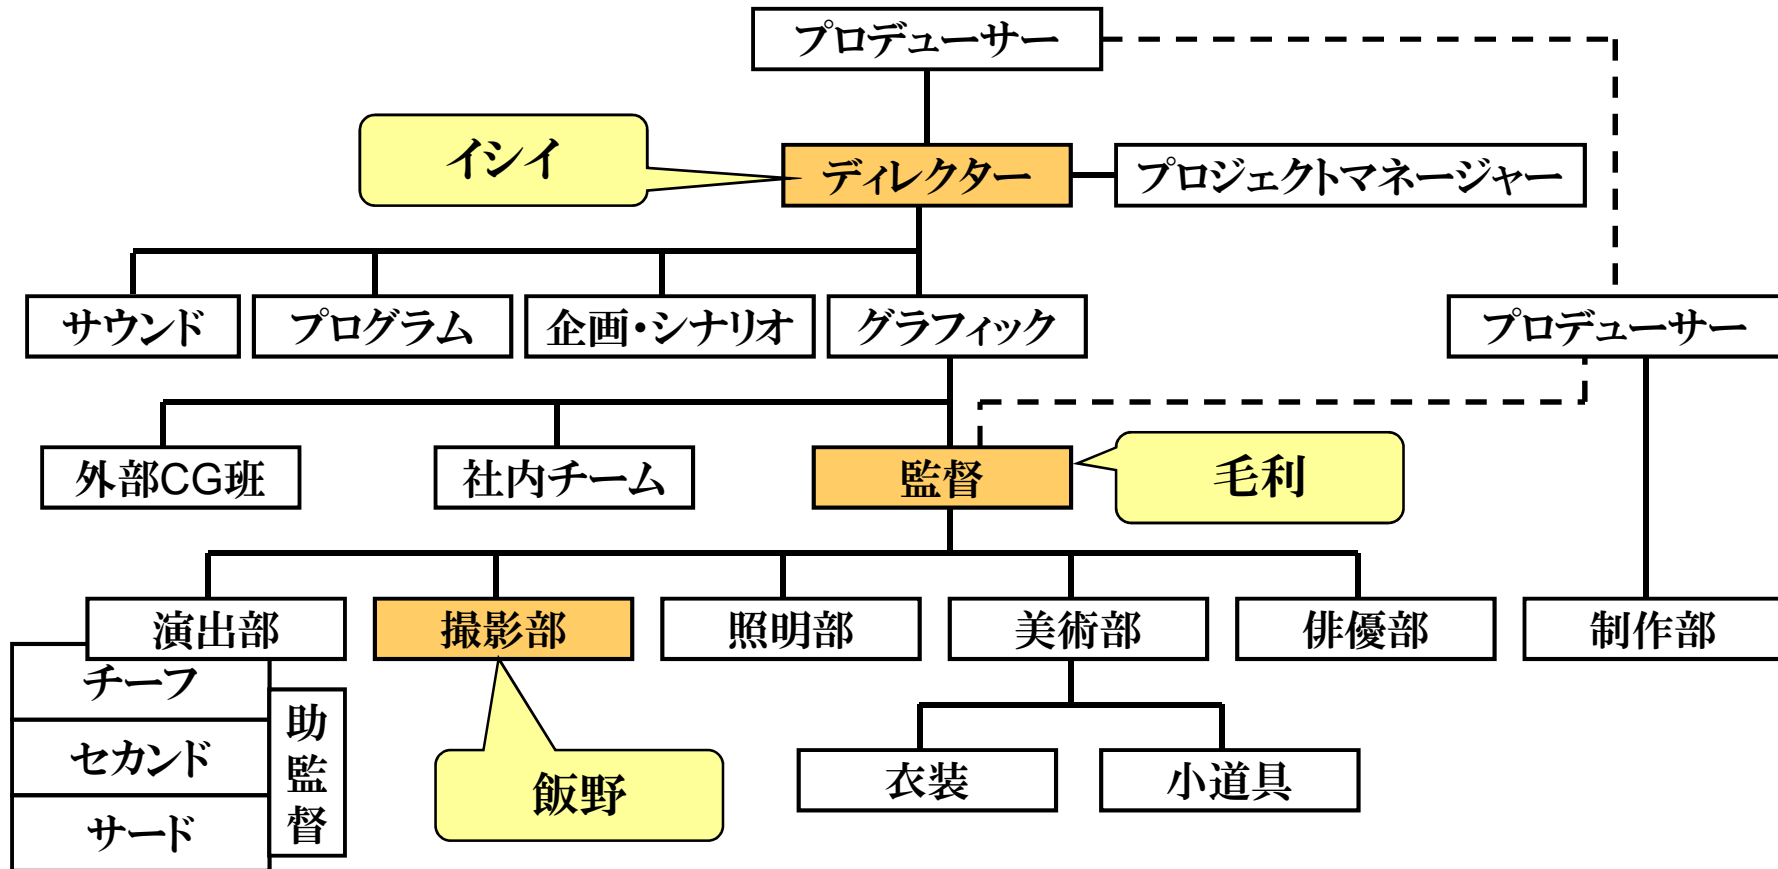 プロデューサー
イシイ
ディレクター
プロジェクトマネージャー
サウンド
プログラム
企画・シナリオ
グラフィック
プロデューサー
外部CG班
社内チーム
監督
毛利
演出部
撮影部
照明部
美術部
俳優部
制作部
チーフ
セカンド
サード
助監督
飯野
衣装
小道具